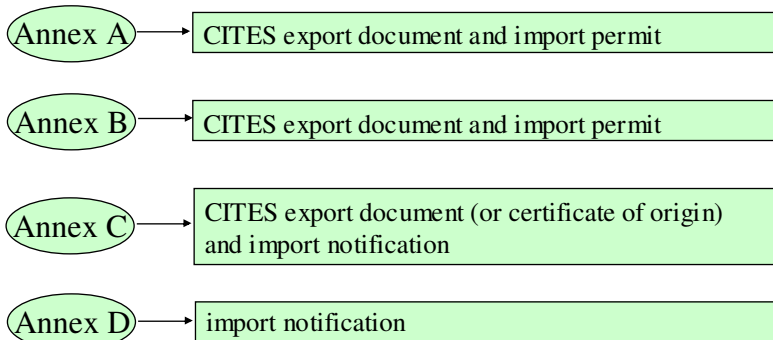 Annex A CITES export document and import permit
Annex B CITES export document and import permit
Annex C CITES export document (or certificate of origin)
and import notification
Annex D import notification